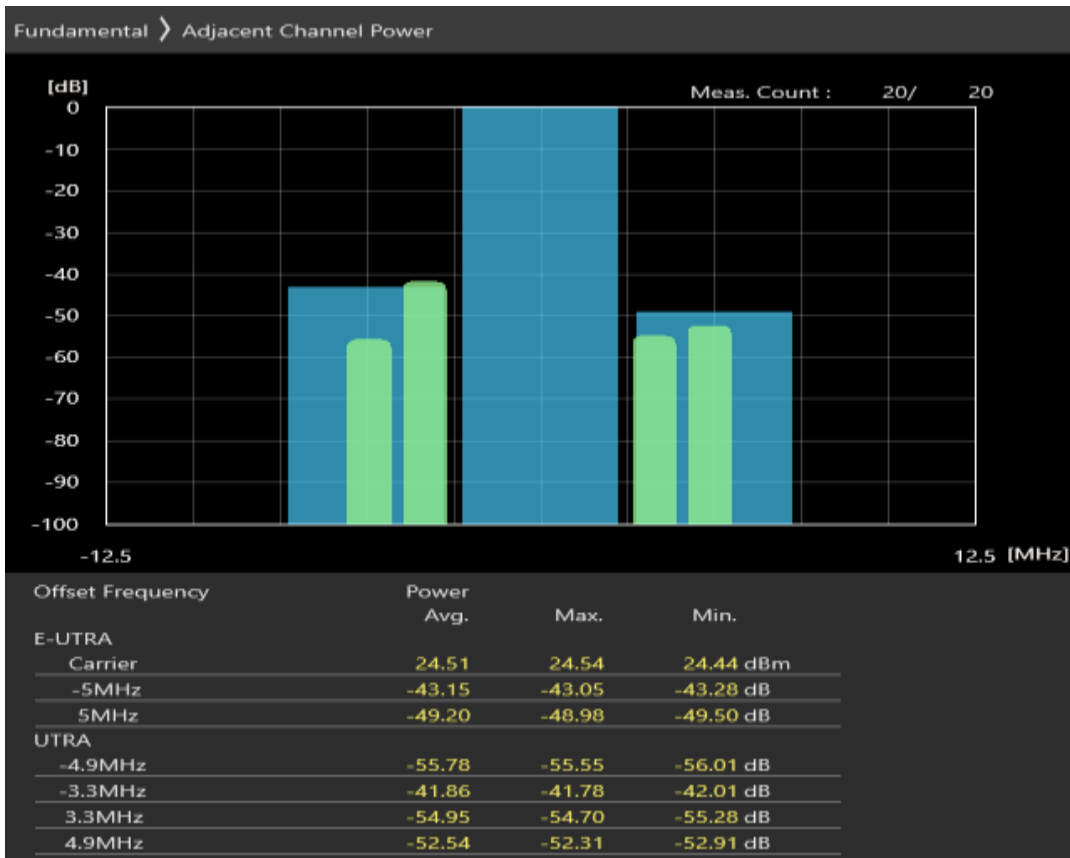 Fundamental 〉 Adjacent Channel Power
[dB]
Meas. Count : 20/ 20
0
-10
-20
-30
-40
-50
-60
-70
-80
-90
-100
-12.5 12.5 [MHz]
Offset Frequency Power
Avg. Max. Min.
E-UTRA
Carrier 24.51 24.54 24.44 dBm
-5MHz -43.15 -43.05 -43.28 dB
5MHz -49.20 -48.98 -49.50 dB
UTRA
-4.9MHz -55.78 -55.55 -56.01 dB
-3.3MHz -41.86 -41.78 -42.01 dB
3.3MHz -54.95 -54.70 -55.28 dB
4.9MHz -52.54 -52.31 -52.91 dB